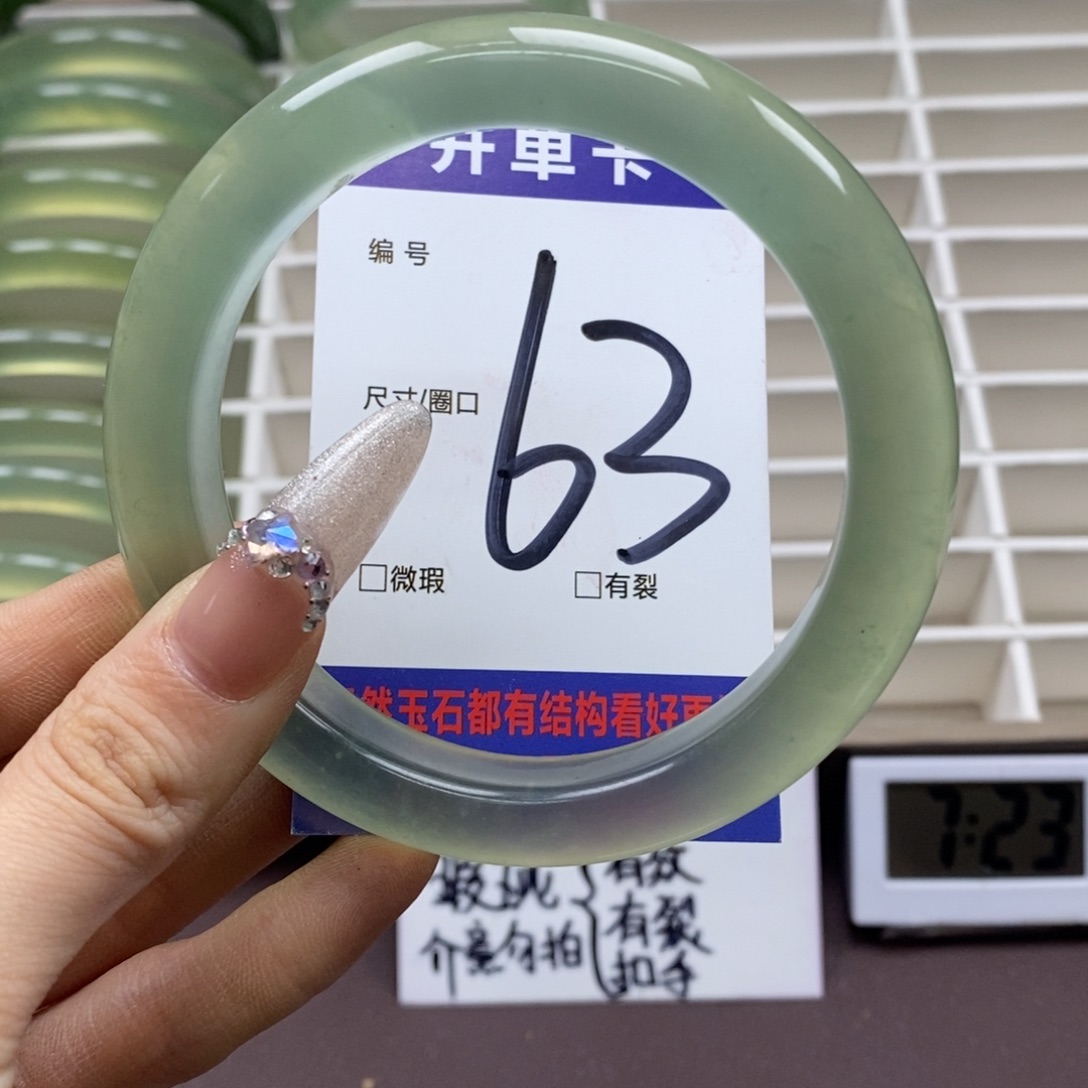 开单卡
编号
63
尺寸/圈口
微瑕
有裂
然玉石都有结构看好再
7:23
瑕疵 有纹
介意勿拍 有裂
扣手